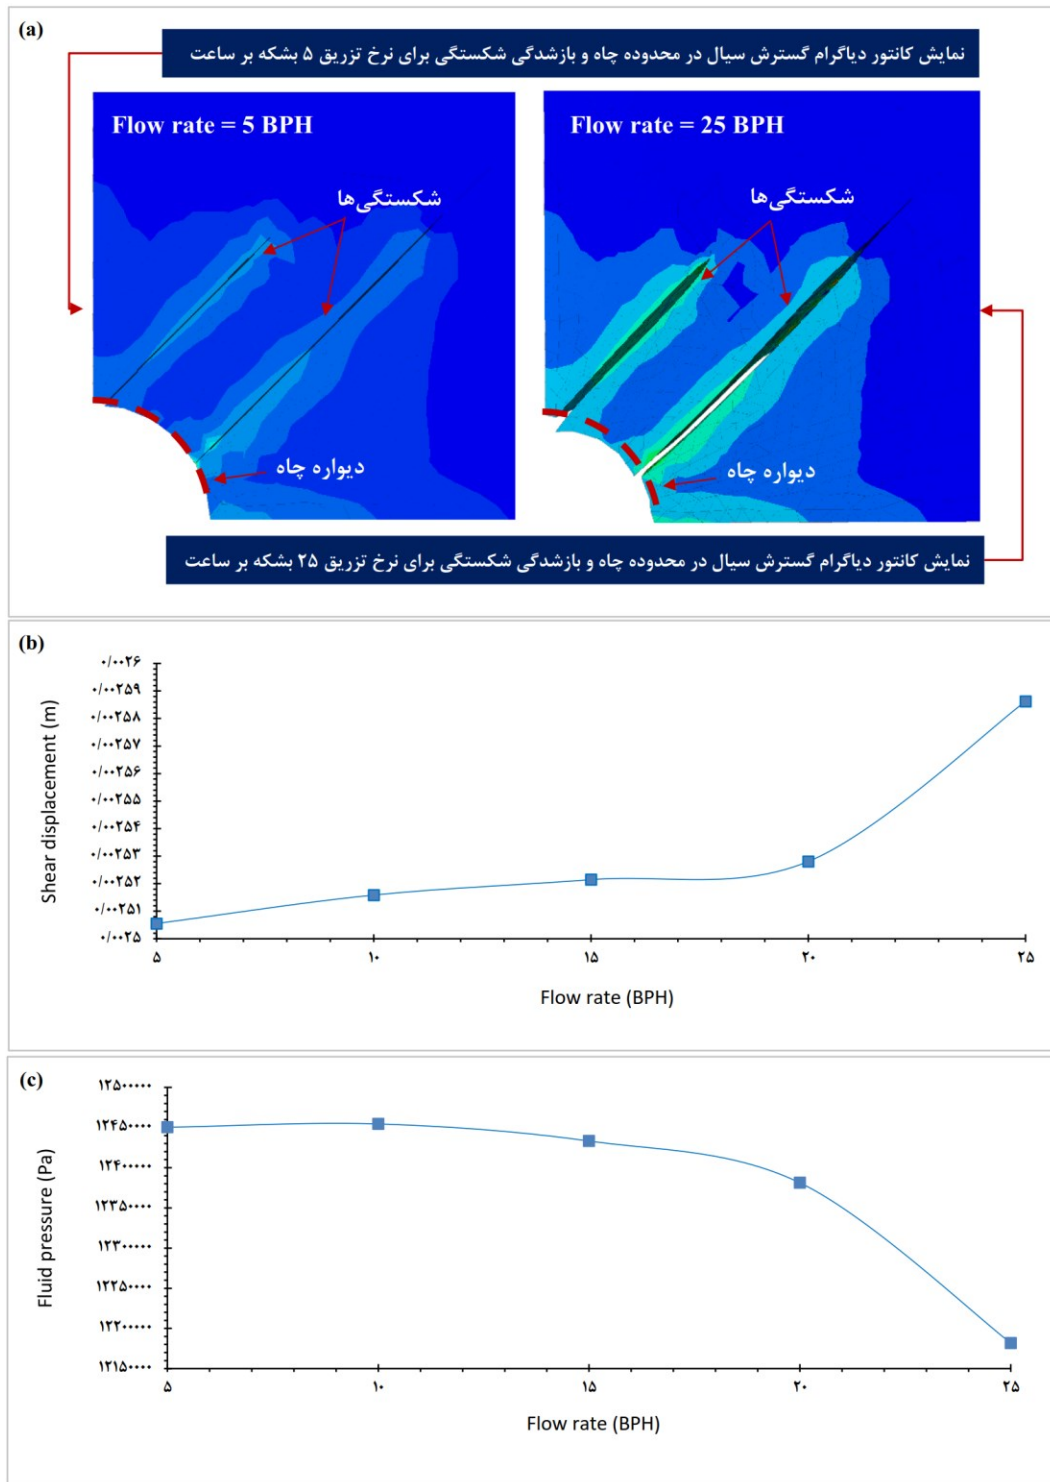 (a)
نمایش کانتور دیاگرام گسترش سیال در محدوده چاه و بازشدگی شکستگی برای نرخ تزریق ۵ بشکه بر ساعت
Flow rate = 5 BPH
Flow rate = 25 BPH
شکستگی‌ها
شکستگی‌ها
دیواره چاه
دیواره چاه
نمایش کانتور دیاگرام گسترش سیال در محدوده چاه و بازشدگی شکستگی برای نرخ تزریق ۲۵ بشکه بر ساعت
(b)
Shear displacement (m)
۰/۰۰۲۶
۰/۰۰۲۵۹
۰/۰۰۲۵۸
۰/۰۰۲۵۷
۰/۰۰۲۵۶
۰/۰۰۲۵۵
۰/۰۰۲۵۴
۰/۰۰۲۵۳
۰/۰۰۲۵۲
۰/۰۰۲۵۱
۰/۰۰۲۵
۵ ۱۰ ۱۵ ۲۰ ۲۵
Flow rate (BPH)
(c)
Fluid pressure (Pa)
۱۲۵۰۰۰۰۰
۱۲۴۵۰۰۰۰
۱۲۴۰۰۰۰۰
۱۲۳۵۰۰۰۰
۱۲۳۰۰۰۰۰
۱۲۲۵۰۰۰۰
۱۲۲۰۰۰۰۰
۱۲۱۵۰۰۰۰
۵ ۱۰ ۱۵ ۲۰ ۲۵
Flow rate (BPH)